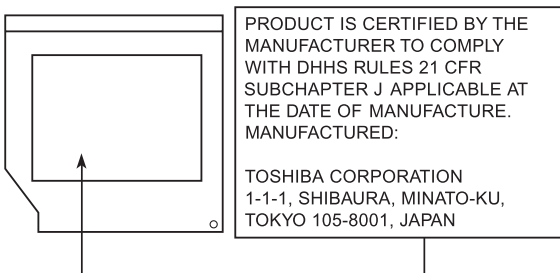 PRODUCT IS CERTIFIED BY THE
MANUFACTURER TO COMPLY
WITH DHHS RULES 21 CFR
SUBCHAPTER J APPLICABLE AT
THE DATE OF MANUFACTURE.
MANUFACTURED:
TOSHIBA CORPORATION
1-1-1, SHIBAURA, MINATO-KU,
TOKYO 105-8001, JAPAN